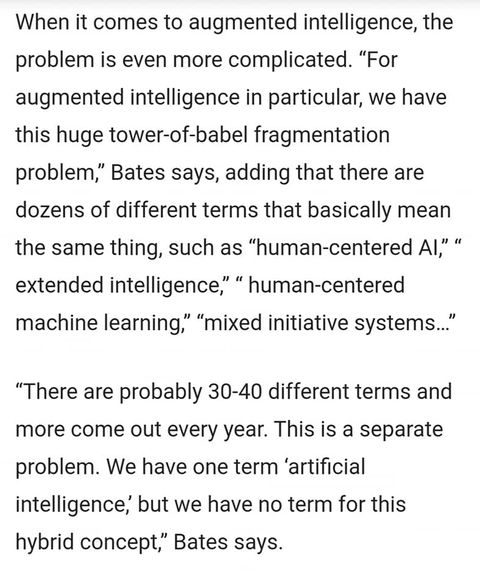 When it comes to augmented intelligence, the
problem is even more complicated. “For
augmented intelligence in particular, we have
this huge tower-of-babel fragmentation
problem,” Bates says, adding that there are
dozens of different terms that basically mean
the same thing, such as “human-centered AI,” “
extended intelligence,” “ human-centered
machine learning,” “mixed initiative systems…”
“There are probably 30-40 different terms and
more come out every year. This is a separate
problem. We have one term ‘artificial
intelligence,’ but we have no term for this
hybrid concept,” Bates says.